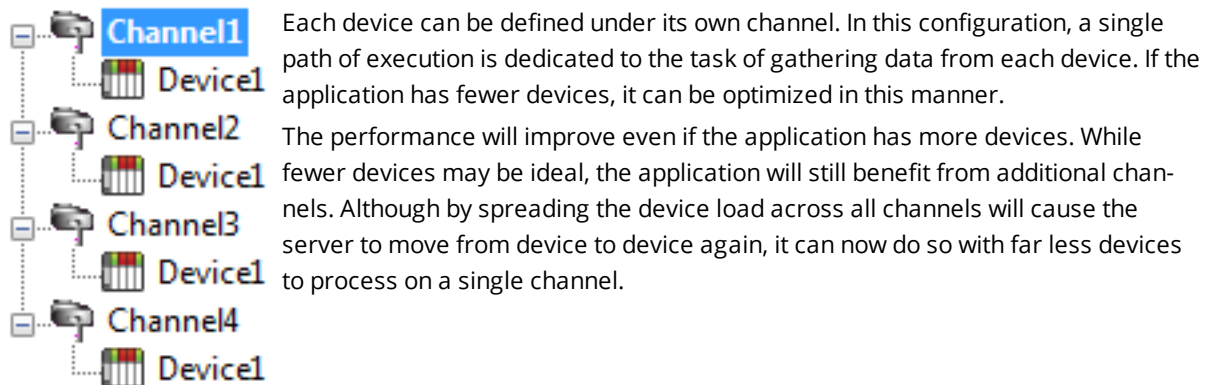 Channel1
Device1
Channel2
Device1
Channel3
Device1
Channel4
Device1
Each device can be defined under its own channel. In this configuration, a single
path of execution is dedicated to the task of gathering data from each device. If the
application has fewer devices, it can be optimized in this manner.
The performance will improve even if the application has more devices. While
fewer devices may be ideal, the application will still benefit from additional chan-
nels. Although by spreading the device load across all channels will cause the
server to move from device to device again, it can now do so with far less devices
to process on a single channel.